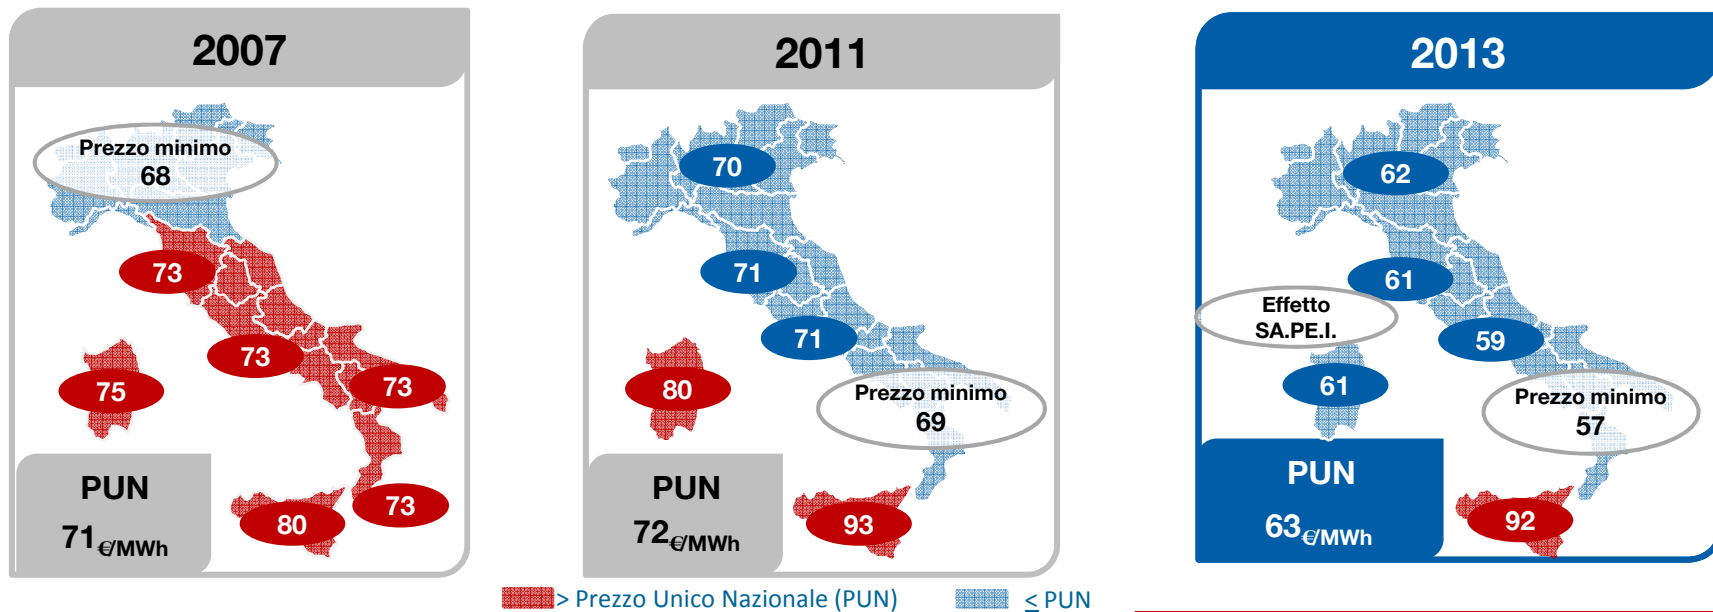 2007
Prezzo minimo
68
73
73
75
73
73
80
PUN
71€/MWh
2011
70
71
71
80
Prezzo minimo
69
93
PUN
72€/MWh
2013
62
61
Effetto
SA.PE.I.
59
61
Prezzo minimo
57
92
PUN
63€/MWh
> Prezzo Unico Nazionale (PUN)
≤ PUN